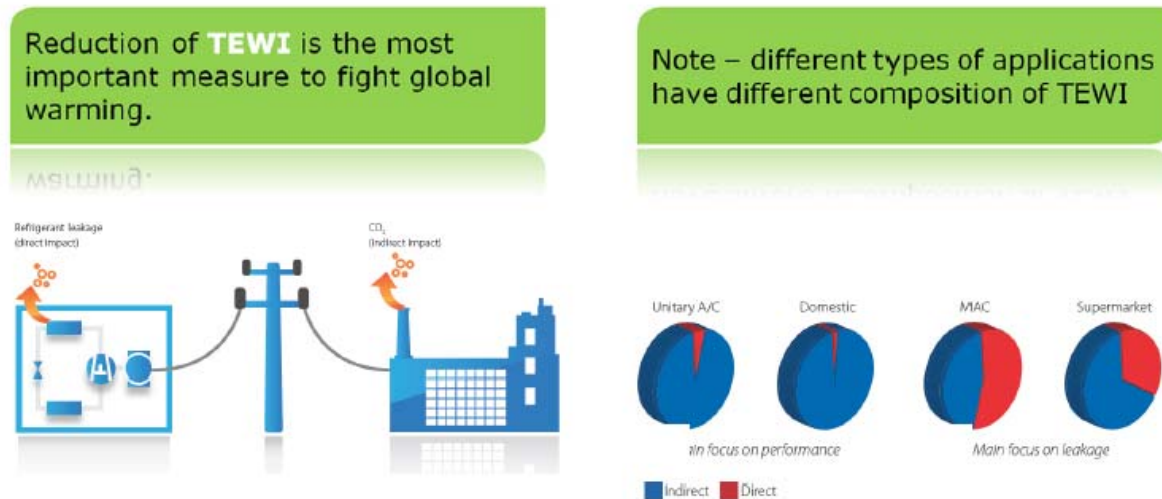 Reduction of TEWI is the most
important measure to fight global
warming.
Note – different types of applications
have different composition of TEWI
Refrigerant leakage
(direct impact)
CO₂
(indirect impact)
Unitary A/C
Domestic
MAC
Supermarket
in focus on performance
Main focus on leakage
Indirect
Direct